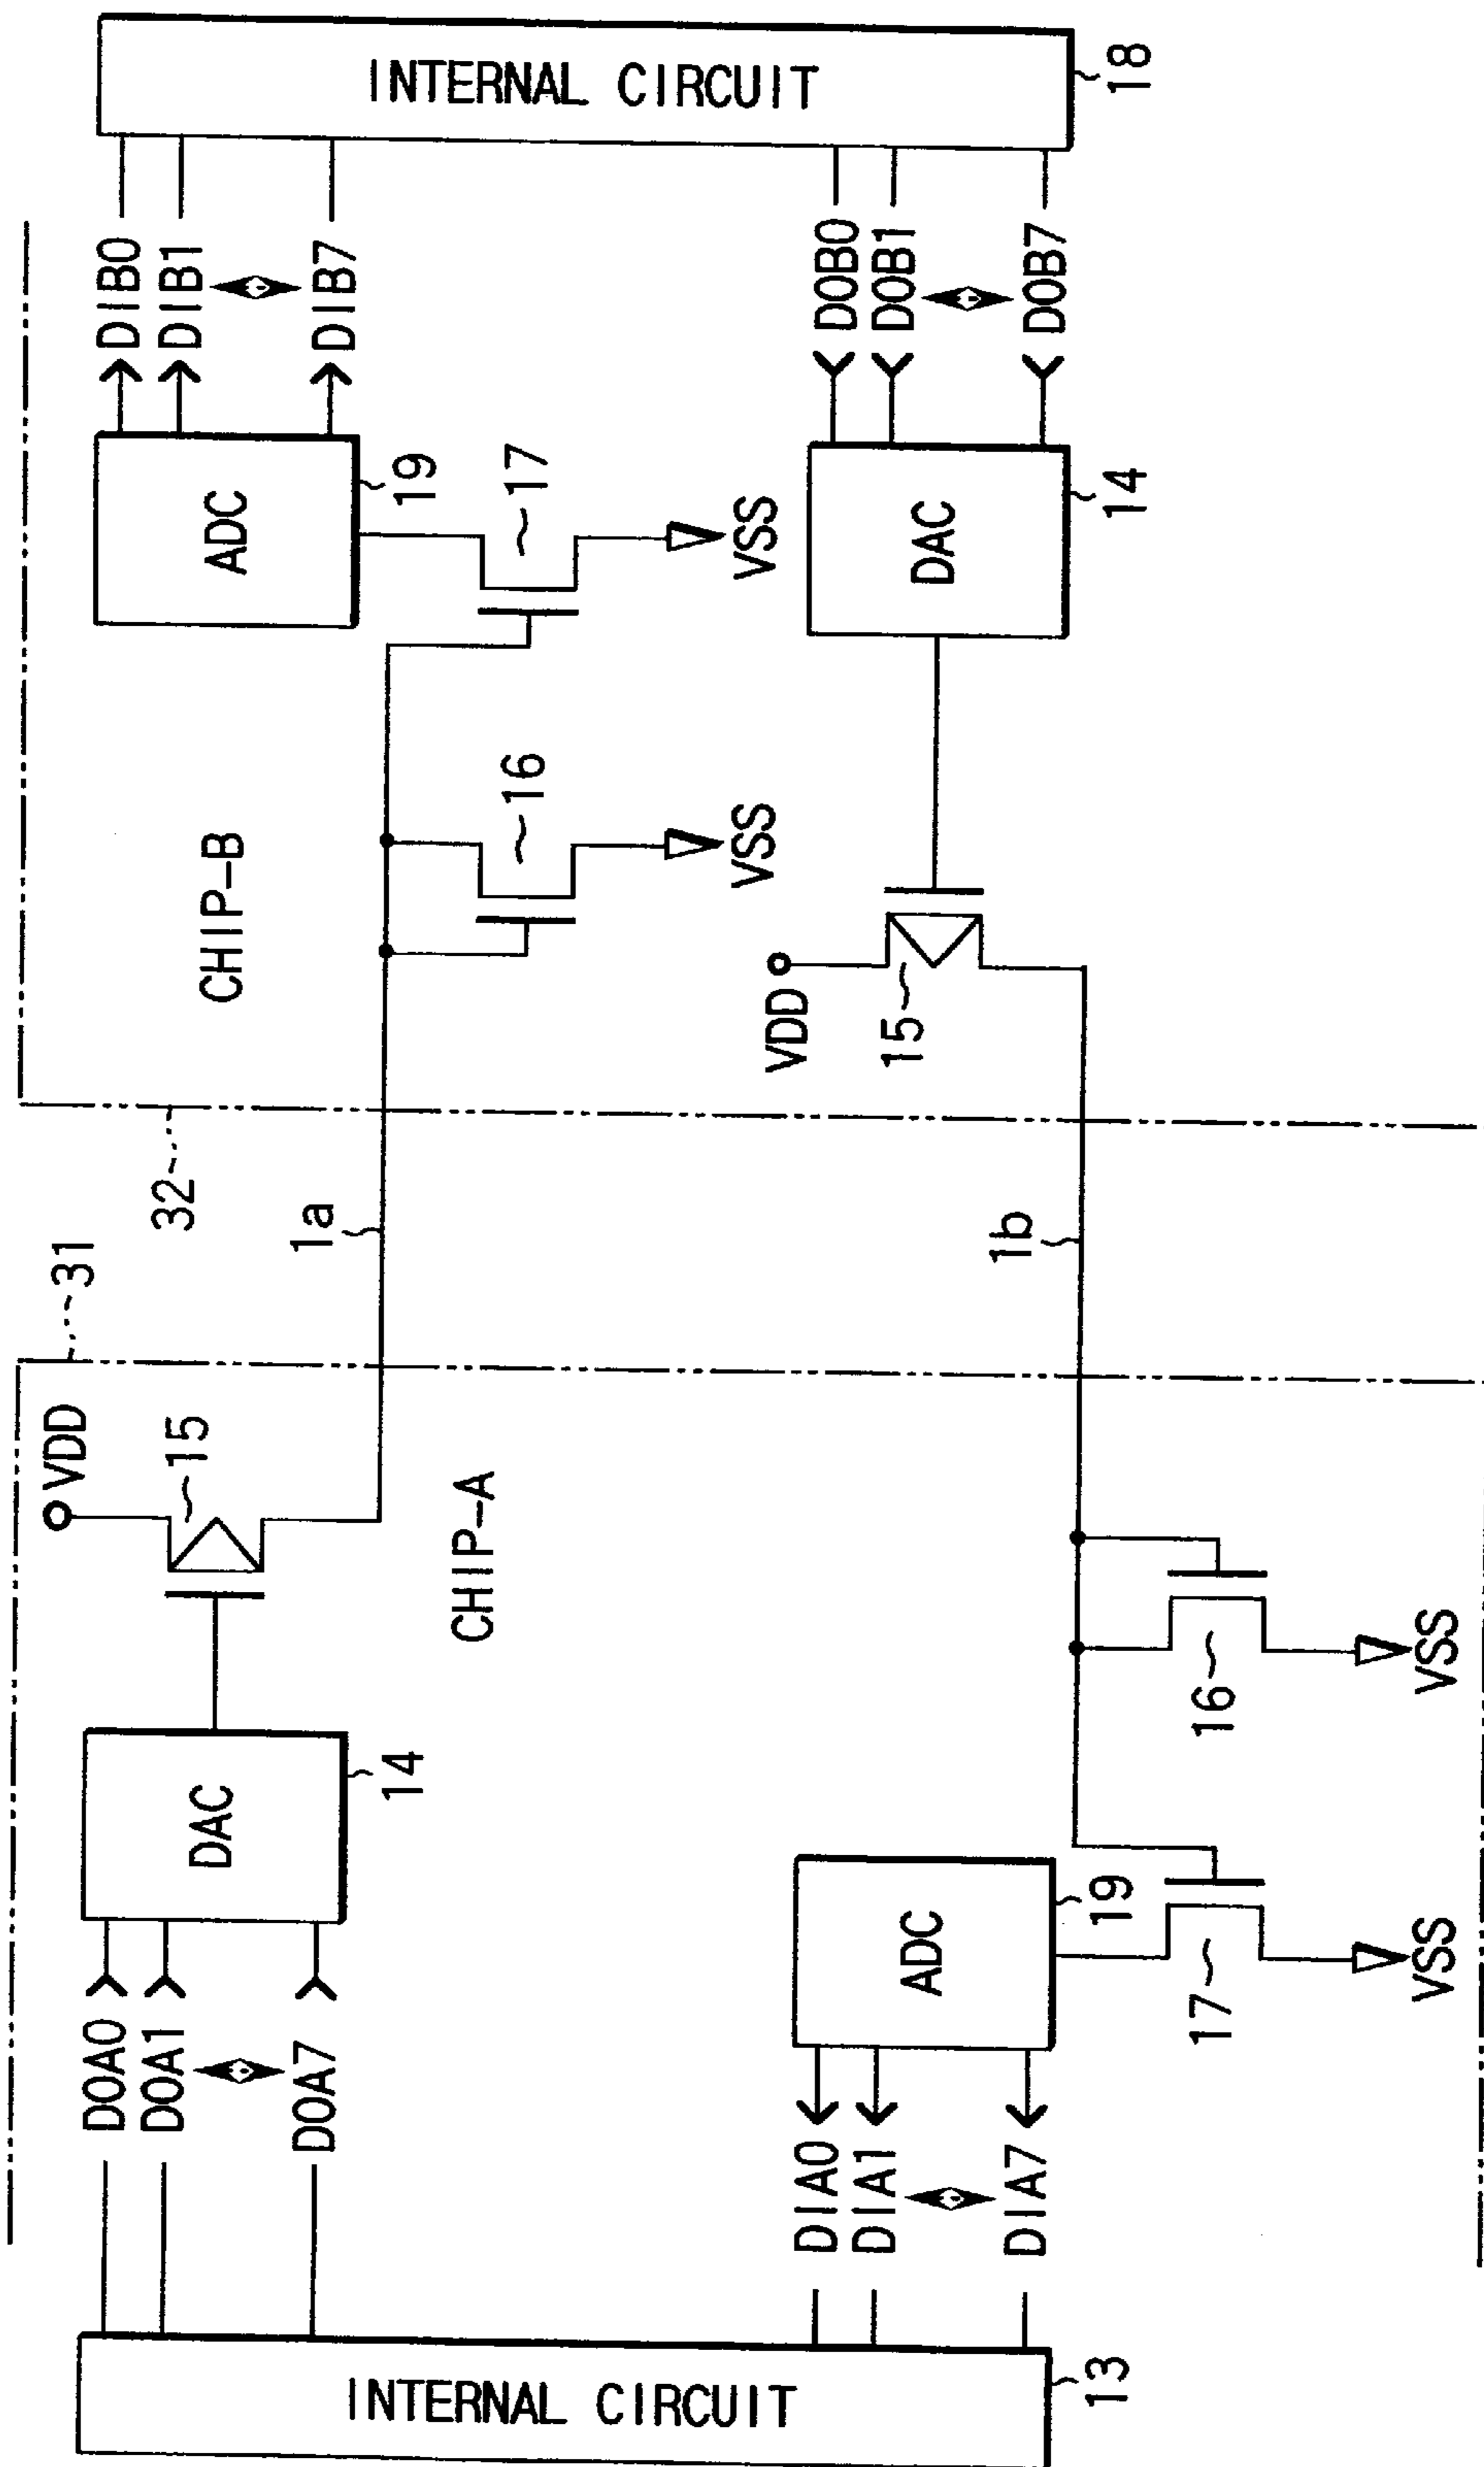 31
32
VDD
CHIP-B
DOA0
DOA1
DOA7
DAC
14
15
1a
16
VSS
17
VSS
ADC
19
DIB0
DIB1
DIB7
CHIP-A
INTERNAL CIRCUIT
13
INTERNAL CIRCUIT
18
DIA0
DIA1
DIA7
ADC
19
17
VSS
16
VSS
1b
VDD
15
DAC
14
DOB0
DOB1
DOB7